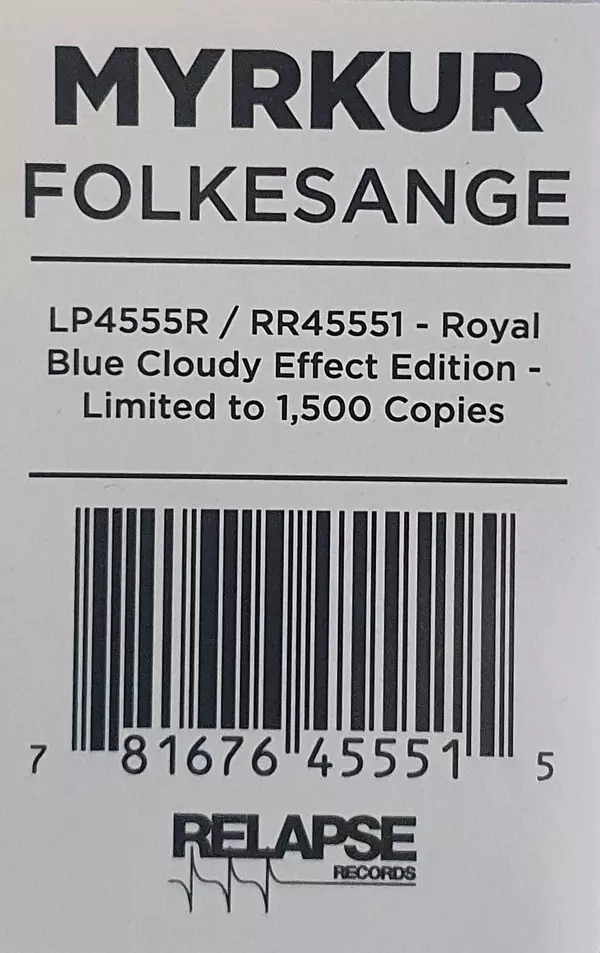 MYRKUR
FOLKESANGE
LP4555R / RR45551 - Royal
Blue Cloudy Effect Edition -
Limited to 1,500 Copies
7 81676 45551 5
RELAPSE
RECORDS